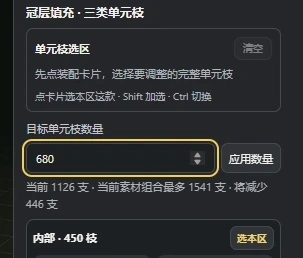 冠层填充 · 三类单元枝
单元枝选区
清空
先点装配卡片，选择要调整的完整单元枝
点卡片选本区这款 · Shift 加选 · Ctrl 切换
目标单元枝数量
680
应用数量
当前 1126 支 · 当前素材组合最多 1541 支 · 将减少
446 支
内部 · 450 枝
选本区